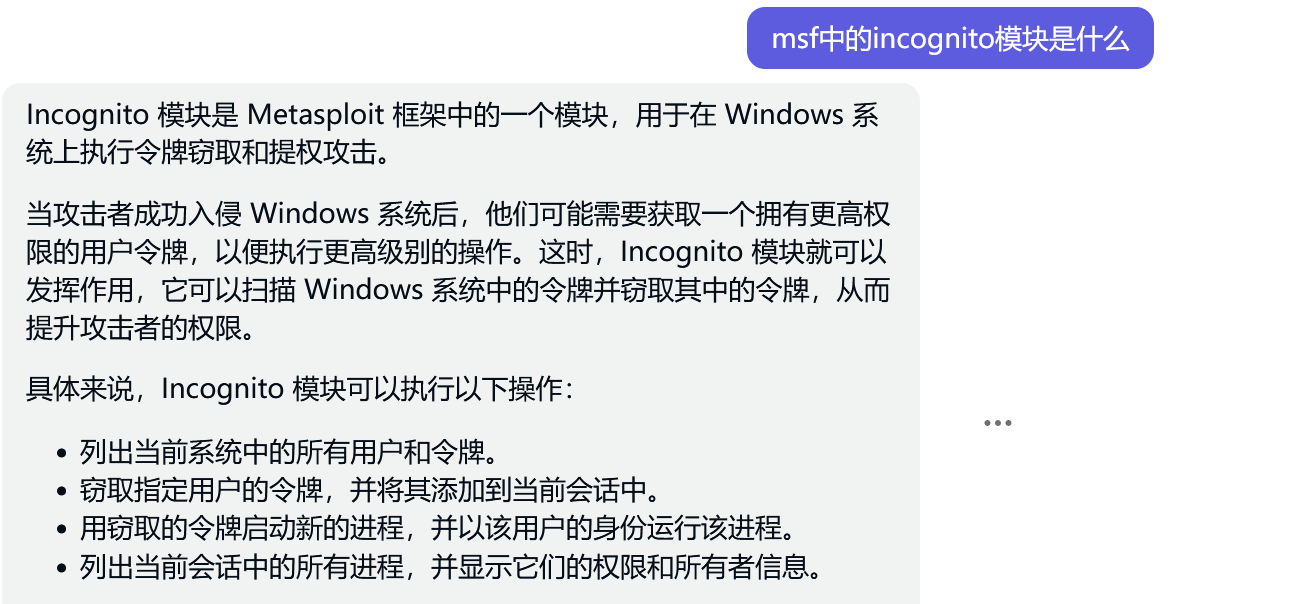 msf中的incognito模块是什么
Incognito 模块是 Metasploit 框架中的一个模块，用于在 Windows 系
统上执行令牌窃取和提权攻击。
当攻击者成功入侵 Windows 系统后，他们可能需要获取一个拥有更高权
限的用户令牌，以便执行更高级别的操作。这时，Incognito 模块就可以
发挥作用，它可以扫描 Windows 系统中的令牌并窃取其中的令牌，从而
提升攻击者的权限。
具体来说，Incognito 模块可以执行以下操作：
• 列出当前系统中的所有用户和令牌。
• 窃取指定用户的令牌，并将其添加到当前会话中。
• 用窃取的令牌启动新的进程，并以该用户的身份运行该进程。
• 列出当前会话中的所有进程，并显示它们的权限和所有者信息。